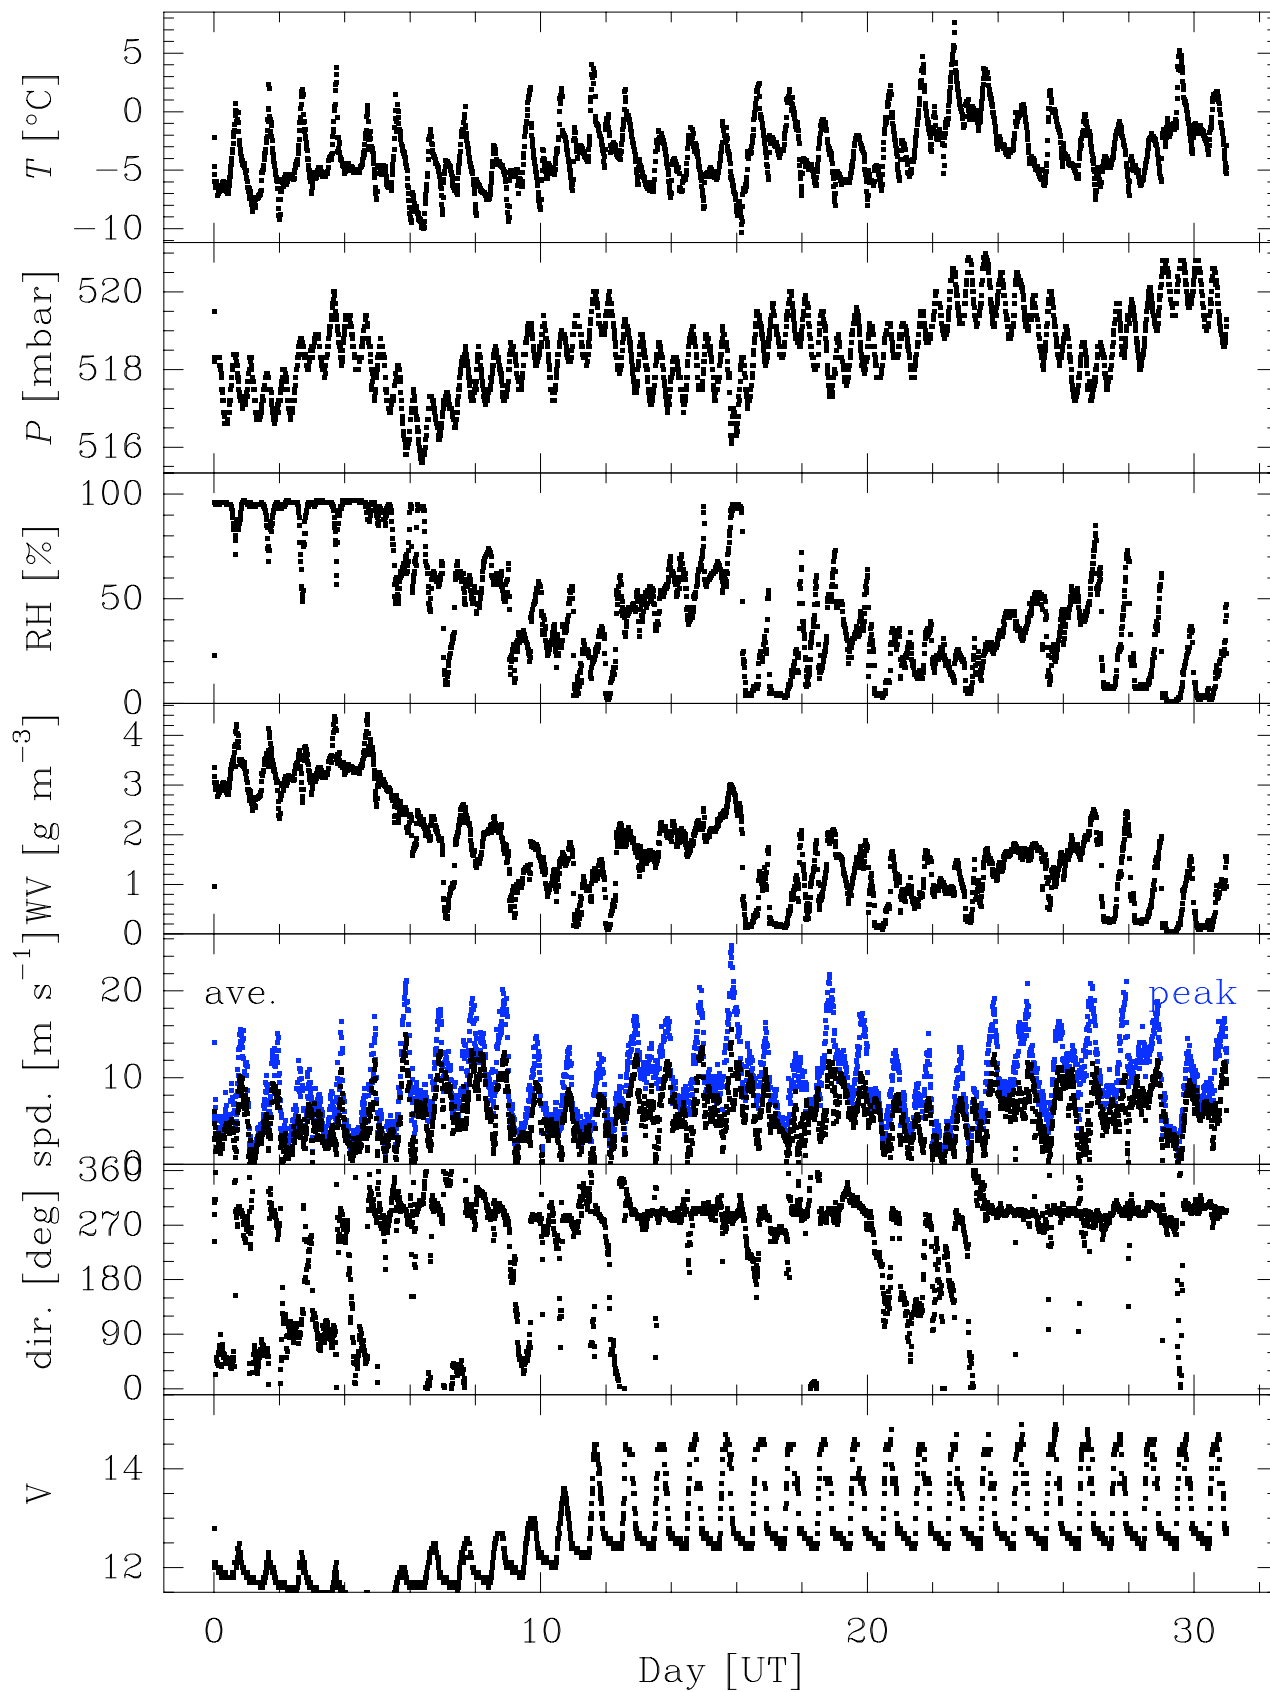 T [°C]
5
0
−5
−10
P [mbar]
520
518
516
RH [%]
100
50
0
WV [g m−3]
4
3
2
1
0
spd. [m s−1]
ave.
peak
20
10
0
dir. [deg]
360
270
180
90
0
V
14
12
0 10 20 30
Day [UT]